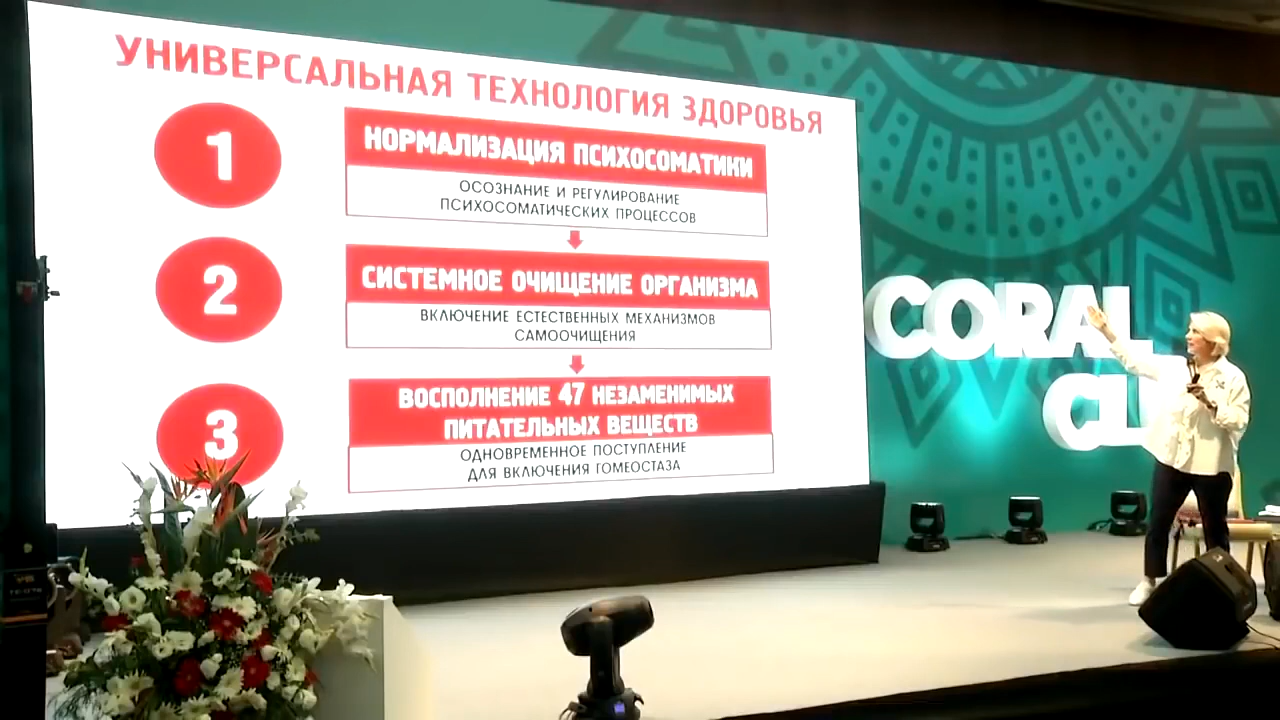 УНИВЕРСАЛЬНАЯ ТЕХНОЛОГИЯ ЗДОРОВЬЯ
1
НОРМАЛИЗАЦИЯ ПСИХОСОМАТИКИ
ОСОЗНАНИЕ И РЕГУЛИРОВАНИЕ
ПСИХОСОМАТИЧЕСКИХ ПРОЦЕССОВ
2
СИСТЕМНОЕ ОЧИЩЕНИЕ ОРГАНИЗМА
ВКЛЮЧЕНИЕ ЕСТЕСТВЕННЫХ МЕХАНИЗМОВ
САМООЧИЩЕНИЯ
3
ВОСПОЛНЕНИЕ 47 НЕЗАМЕНИМЫХ
ПИТАТЕЛЬНЫХ ВЕЩЕСТВ
ОДНОВРЕМЕННОЕ ПОСТУПЛЕНИЕ
ДЛЯ ВКЛЮЧЕНИЯ ГОМЕОСТАЗА
CORAL